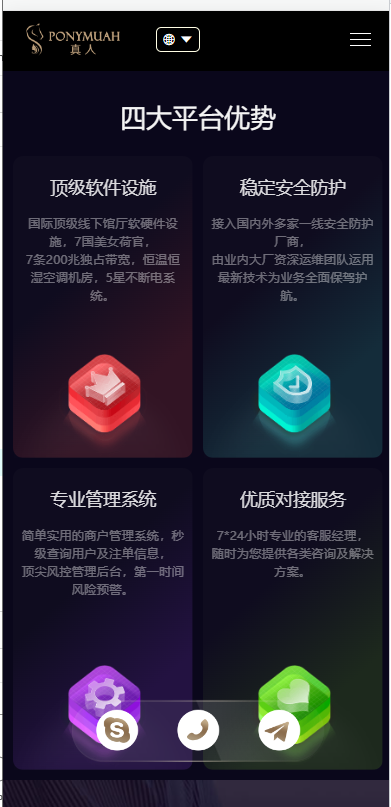 PONYMUAH
真人
四大平台优势
顶级软件设施
国际顶级线下馆厅软硬件设
施，7国美女荷官，
7条200兆独占带宽，恒温恒
湿空调机房，5星不断电系
统。
稳定安全防护
接入国内外多家一线安全防护
厂商，
由业内大厂资深运维团队运用
最新技术为业务全面保驾护
航。
专业管理系统
简单实用的商户管理系统，秒
级查询用户及注单信息，
顶尖风控管理后台，第一时间
风险预警。
优质对接服务
7*24小时专业的客服经理，
随时为您提供各类咨询及解决
方案。